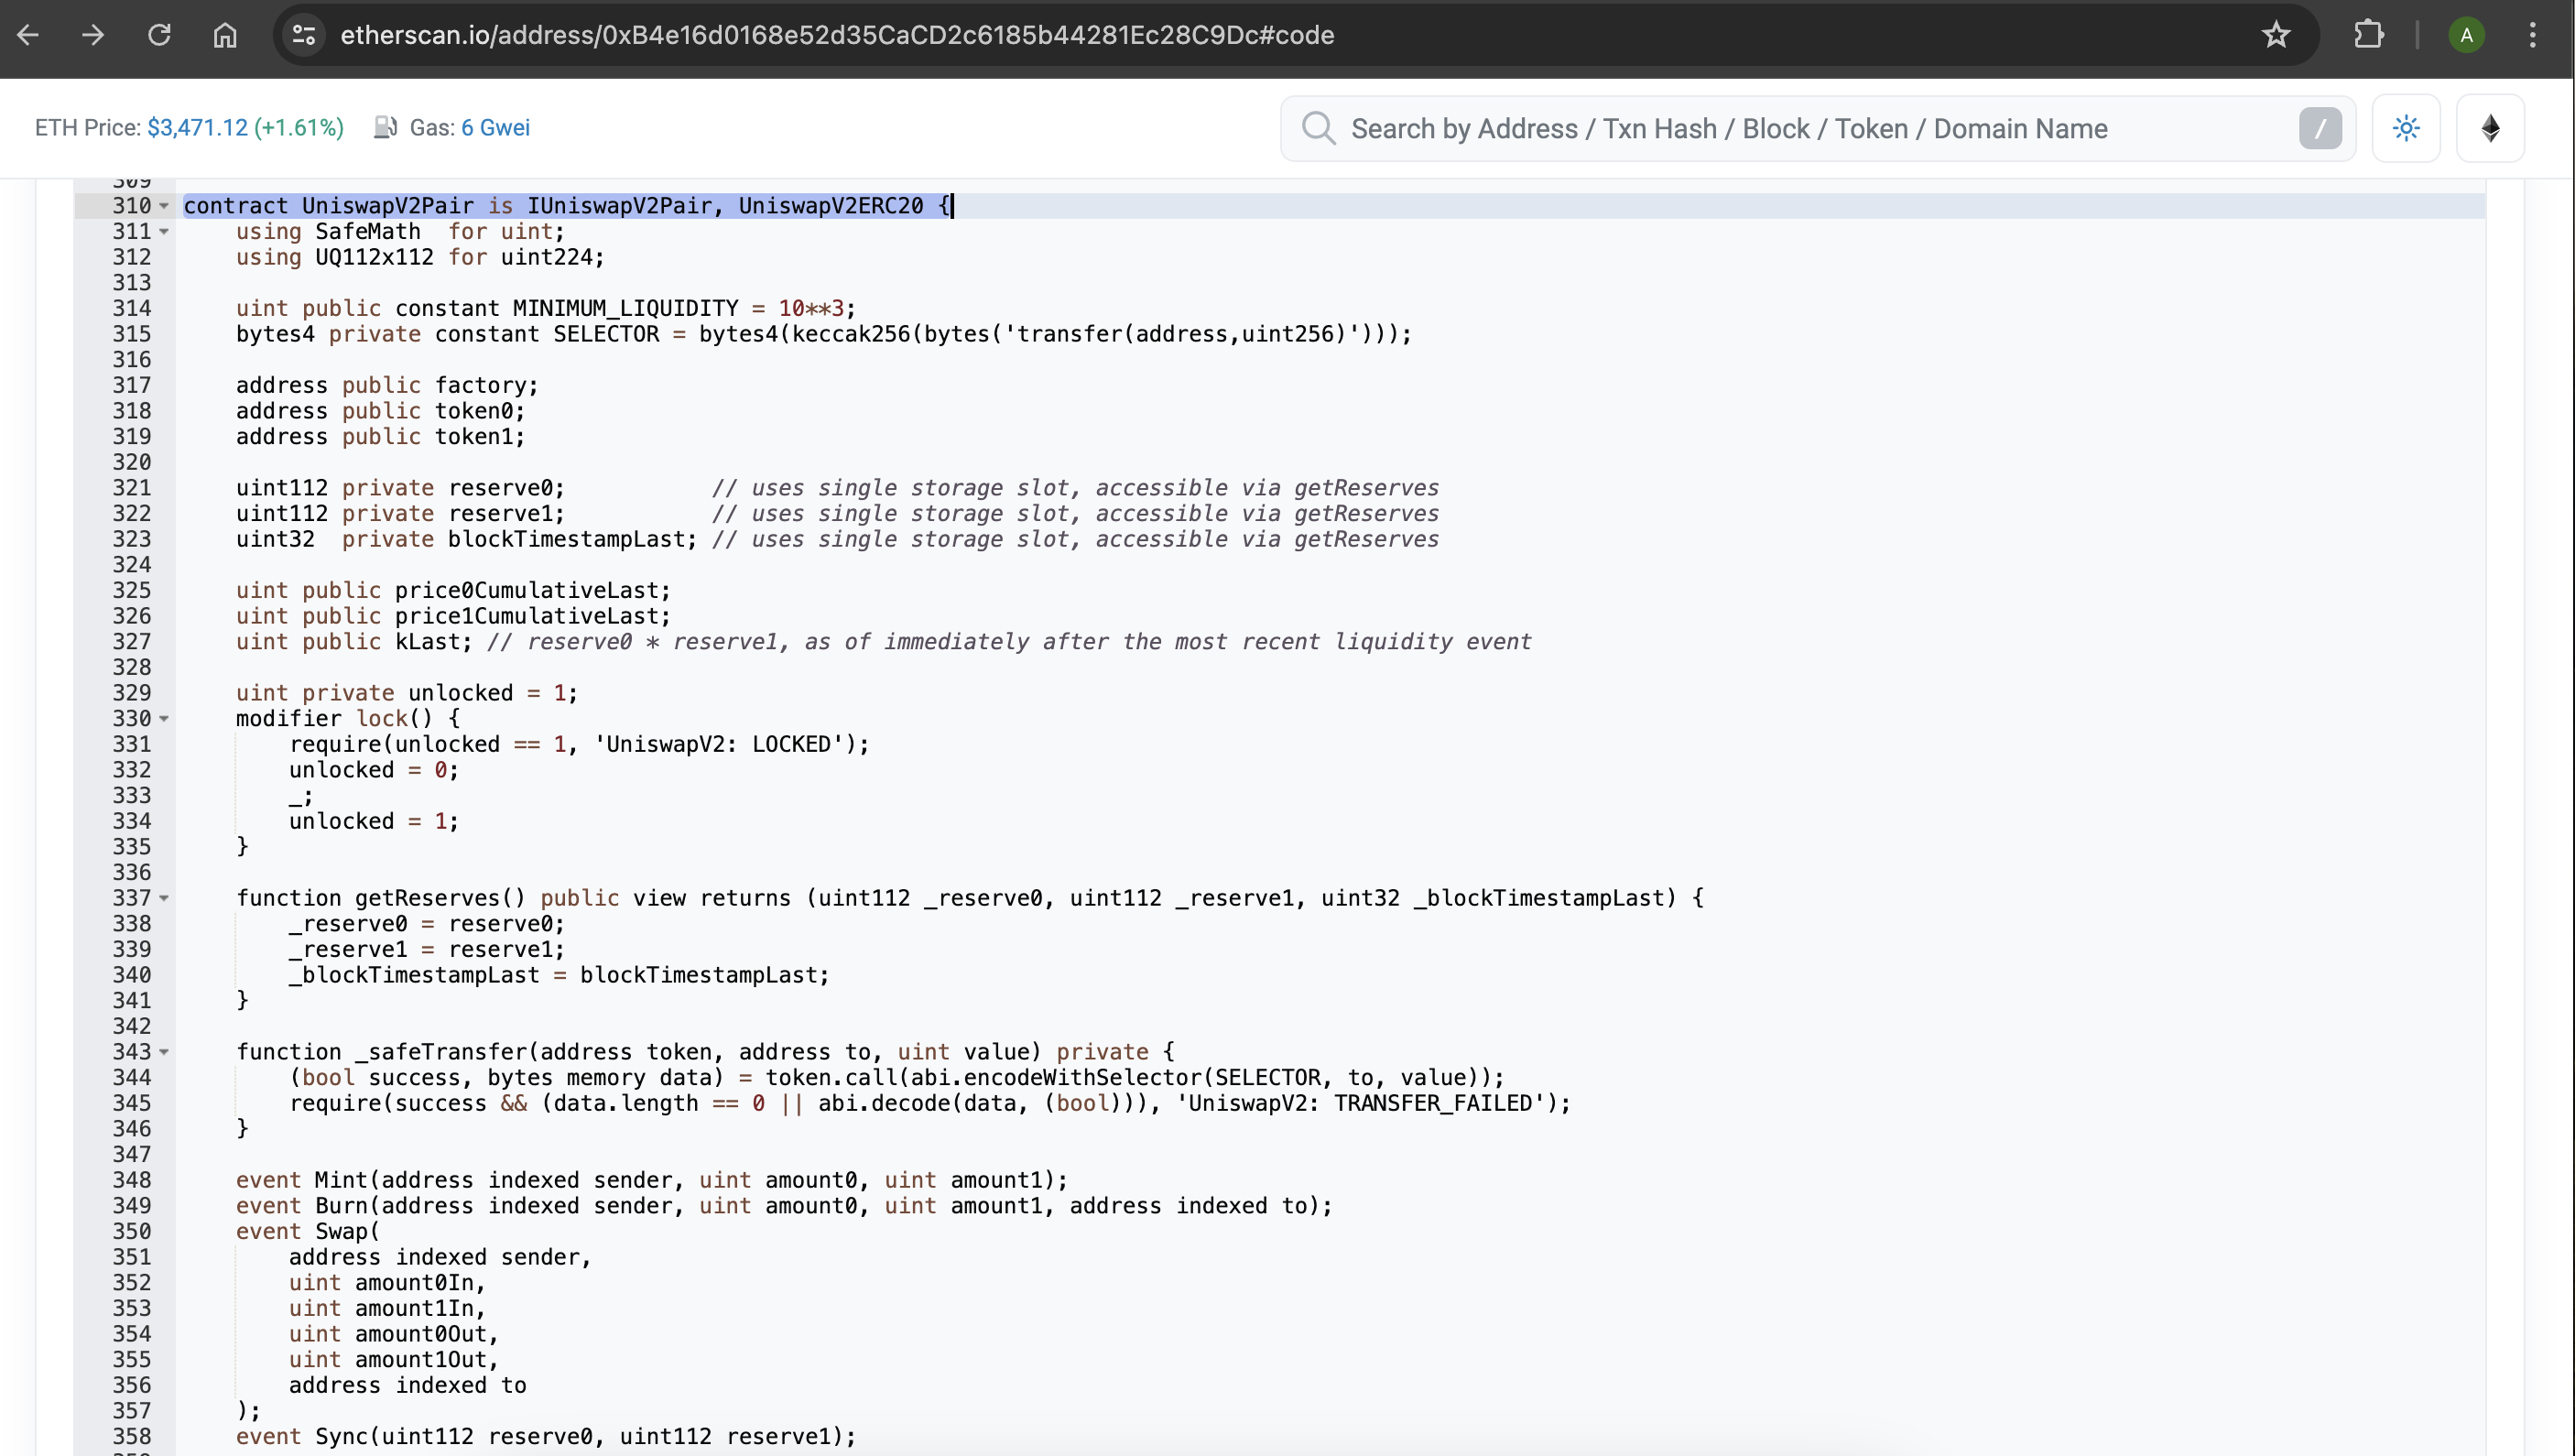 etherscan.io/address/0xB4e16d0168e52d35CaCD2c6185b44281Ec28C9Dc#code
A
ETH Price: $3,471.12 (+1.61%) Gas: 6 Gwei
Search by Address / Txn Hash / Block / Token / Domain Name /
309
310 contract UniswapV2Pair is IUniswapV2Pair, UniswapV2ERC20 {
311     using SafeMath  for uint;
312     using UQ112x112 for uint224;
313
314     uint public constant MINIMUM_LIQUIDITY = 10**3;
315     bytes4 private constant SELECTOR = bytes4(keccak256(bytes('transfer(address,uint256)')));
316
317     address public factory;
318     address public token0;
319     address public token1;
320
321     uint112 private reserve0;           // uses single storage slot, accessible via getReserves
322     uint112 private reserve1;           // uses single storage slot, accessible via getReserves
323     uint32  private blockTimestampLast; // uses single storage slot, accessible via getReserves
324
325     uint public price0CumulativeLast;
326     uint public price1CumulativeLast;
327     uint public kLast; // reserve0 * reserve1, as of immediately after the most recent liquidity event
328
329     uint private unlocked = 1;
330     modifier lock() {
331         require(unlocked == 1, 'UniswapV2: LOCKED');
332         unlocked = 0;
333         _;
334         unlocked = 1;
335     }
336
337     function getReserves() public view returns (uint112 _reserve0, uint112 _reserve1, uint32 _blockTimestampLast) {
338         _reserve0 = reserve0;
339         _reserve1 = reserve1;
340         _blockTimestampLast = blockTimestampLast;
341     }
342
343     function _safeTransfer(address token, address to, uint value) private {
344         (bool success, bytes memory data) = token.call(abi.encodeWithSelector(SELECTOR, to, value));
345         require(success && (data.length == 0 || abi.decode(data, (bool))), 'UniswapV2: TRANSFER_FAILED');
346     }
347
348     event Mint(address indexed sender, uint amount0, uint amount1);
349     event Burn(address indexed sender, uint amount0, uint amount1, address indexed to);
350     event Swap(
351         address indexed sender,
352         uint amount0In,
353         uint amount1In,
354         uint amount0Out,
355         uint amount1Out,
356         address indexed to
357     );
358     event Sync(uint112 reserve0, uint112 reserve1);